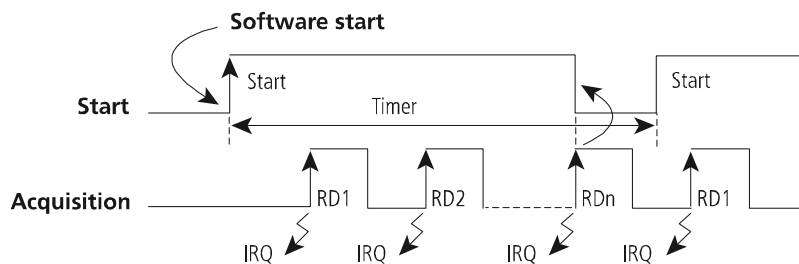 Software start
Start
Start
Start
Timer
Acquisition
RD1
RD2
RDn
RD1
IRQ
IRQ
IRQ
IRQ